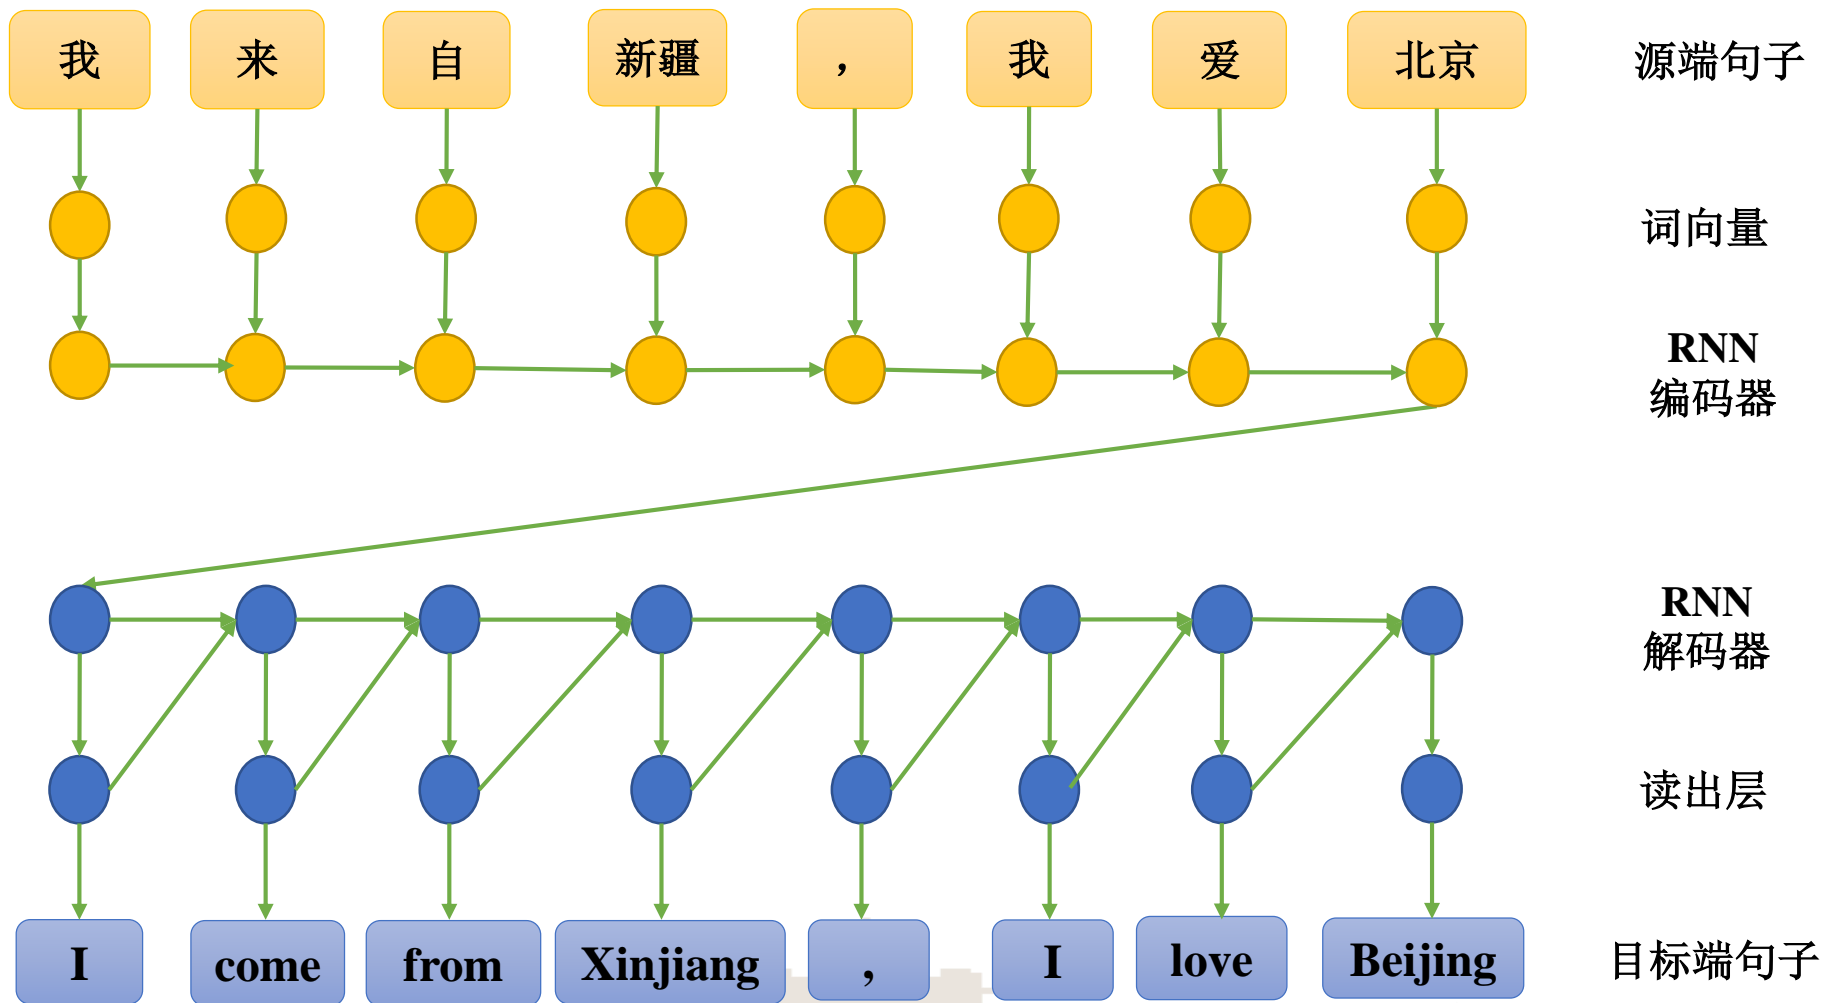 我 来 自 新疆 , 我 爱 北京 源端句子
词向量
RNN
编码器
RNN
解码器
读出层
I come from Xinjiang , I love Beijing 目标端句子